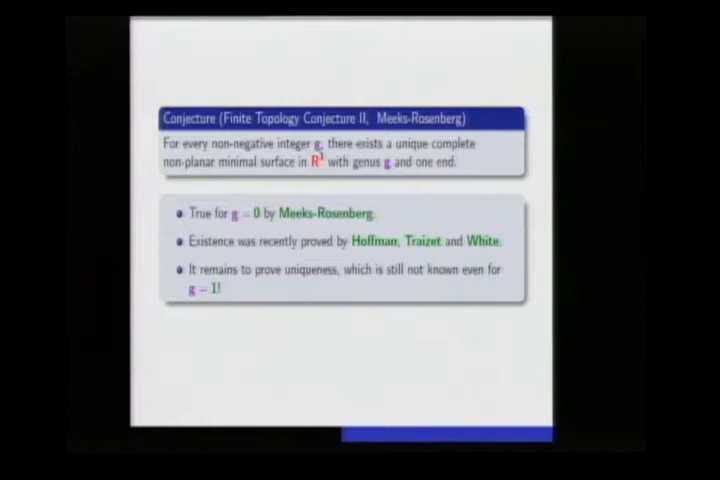 Conjecture (Finite Topology Conjecture II, Meeks-Rosenberg)
For every non-negative integer g, there exists a unique complete
non-planar minimal surface in R³ with genus g and one end.
True for g = 0 by Meeks-Rosenberg.
Existence was recently proved by Hoffman, Traizet and White.
It remains to prove uniqueness, which is still not known even for
g = 1!